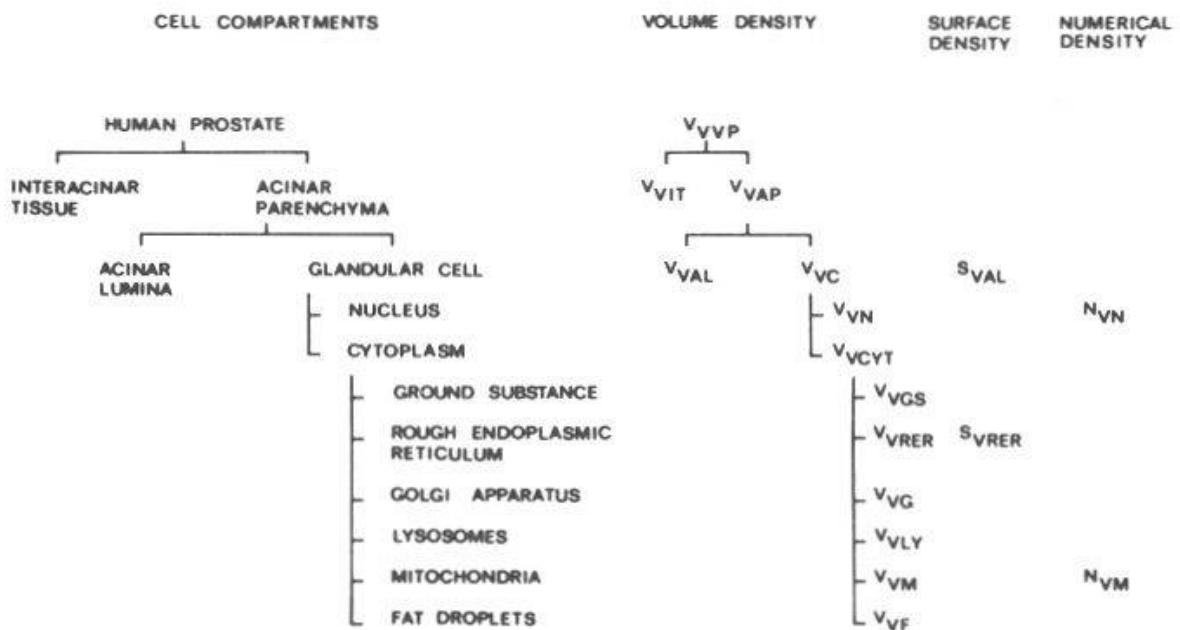 CELL COMPARTMENTS VOLUME DENSITY SURFACE DENSITY NUMERICAL DENSITY
HUMAN PROSTATE VVVP
INTERACINAR TISSUE ACINAR PARENCHYMA VVIT VVAP
ACINAR LUMINA GLANDULAR CELL VVAL VVC SVAL
NUCLEUS VVN NVN
CYTOPLASM VVCYT
GROUND SUBSTANCE VVGS
ROUGH ENDOPLASMIC RETICULUM VVRER SVRER
GOLGI APPARATUS VVG
LYSOSOMES VVLY
MITOCHONDRIA VVM NVM
FAT DROPLETS VVF